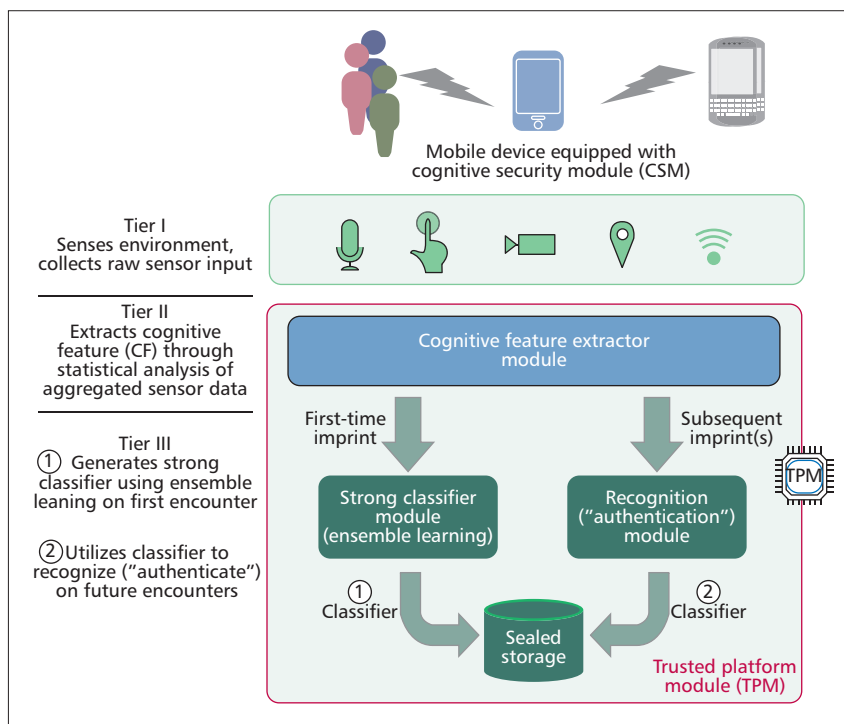 Mobile device equipped with
cognitive security module (CSM)
Tier I
Senses environment,
collects raw sensor input
Tier II
Extracts cognitive
feature (CF) through
statistical analysis of
aggregated sensor data
Cognitive feature extractor
module
First-time
imprint
Subsequent
imprint(s)
Tier III
1 Generates strong
classifier using ensemble
leaning on first encounter
2 Utilizes classifier to
recognize (”authenticate”)
on future encounters
Strong classifier
module
(ensemble learning)
Recognition
(”authentication”)
module
TPM
1
Classifier
2
Classifier
Sealed
storage
Trusted platform
module (TPM)